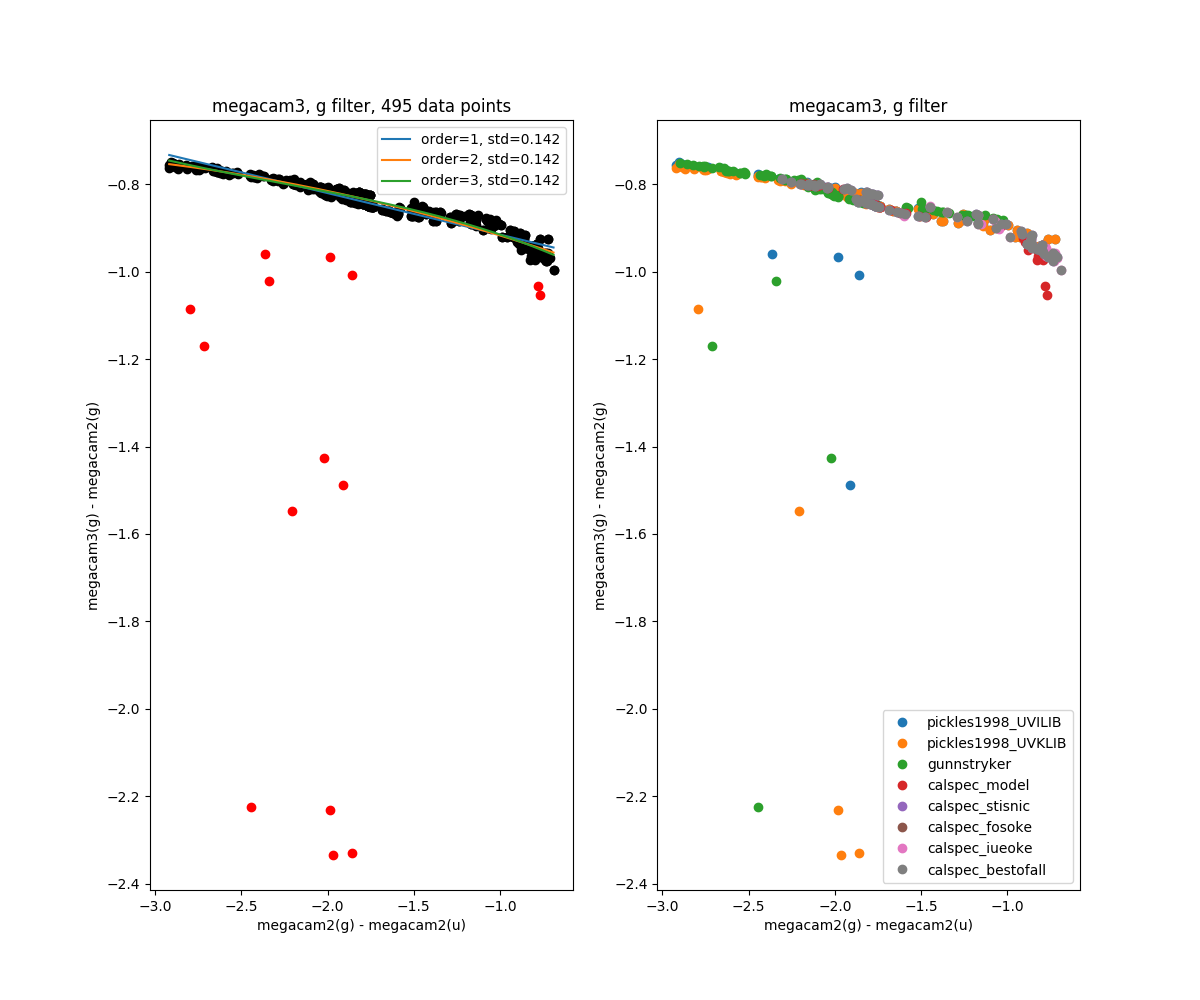 megacam3, g filter, 495 data points
order=1, std=0.142
order=2, std=0.142
order=3, std=0.142
−0.8
−1.0
−1.2
−1.4
−1.6
−1.8
−2.0
−2.2
−2.4
megacam3(g) - megacam2(g)
−3.0 −2.5 −2.0 −1.5 −1.0
megacam2(g) - megacam2(u)
megacam3, g filter
−0.8
−1.0
−1.2
−1.4
−1.6
−1.8
−2.0
−2.2
−2.4
megacam3(g) - megacam2(g)
pickles1998_UVILIB
pickles1998_UVKLIB
gunnstryker
calspec_model
calspec_stisnic
calspec_fosoke
calspec_iueoke
calspec_bestofall
−3.0 −2.5 −2.0 −1.5 −1.0
megacam2(g) - megacam2(u)